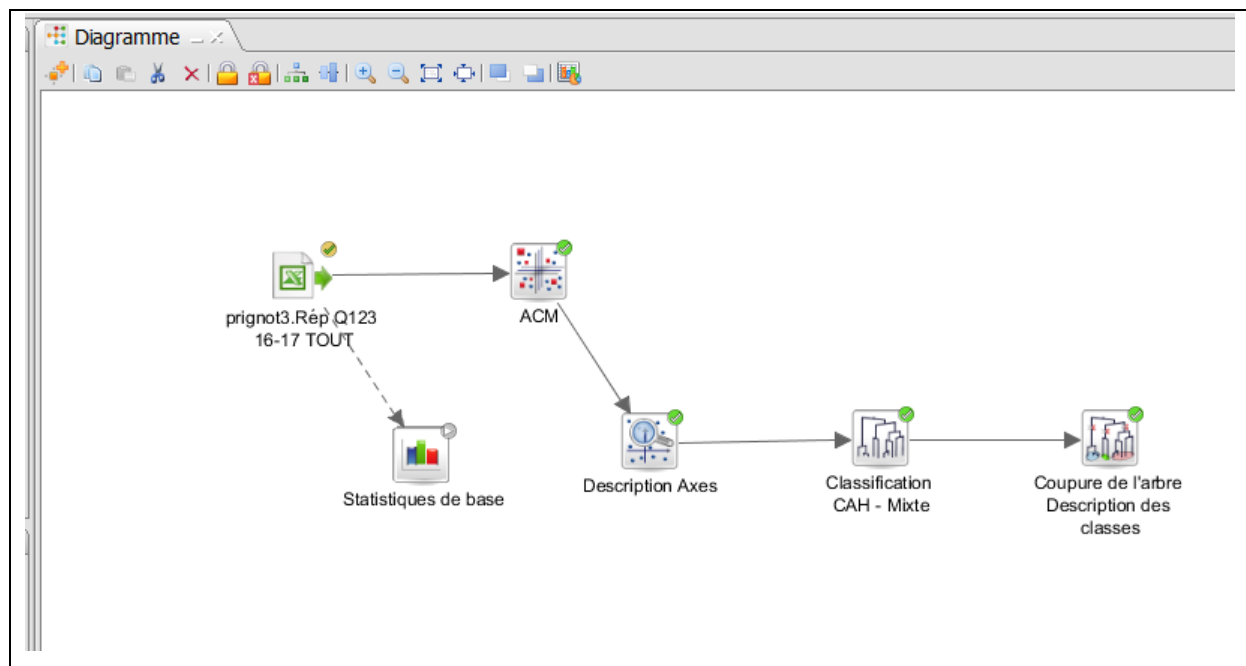 Diagramme
prignot3.Rép Q123
16-17 TOUT
ACM
Statistiques de base
Description Axes
Classification
CAH - Mixte
Coupure de l'arbre
Description des
classes